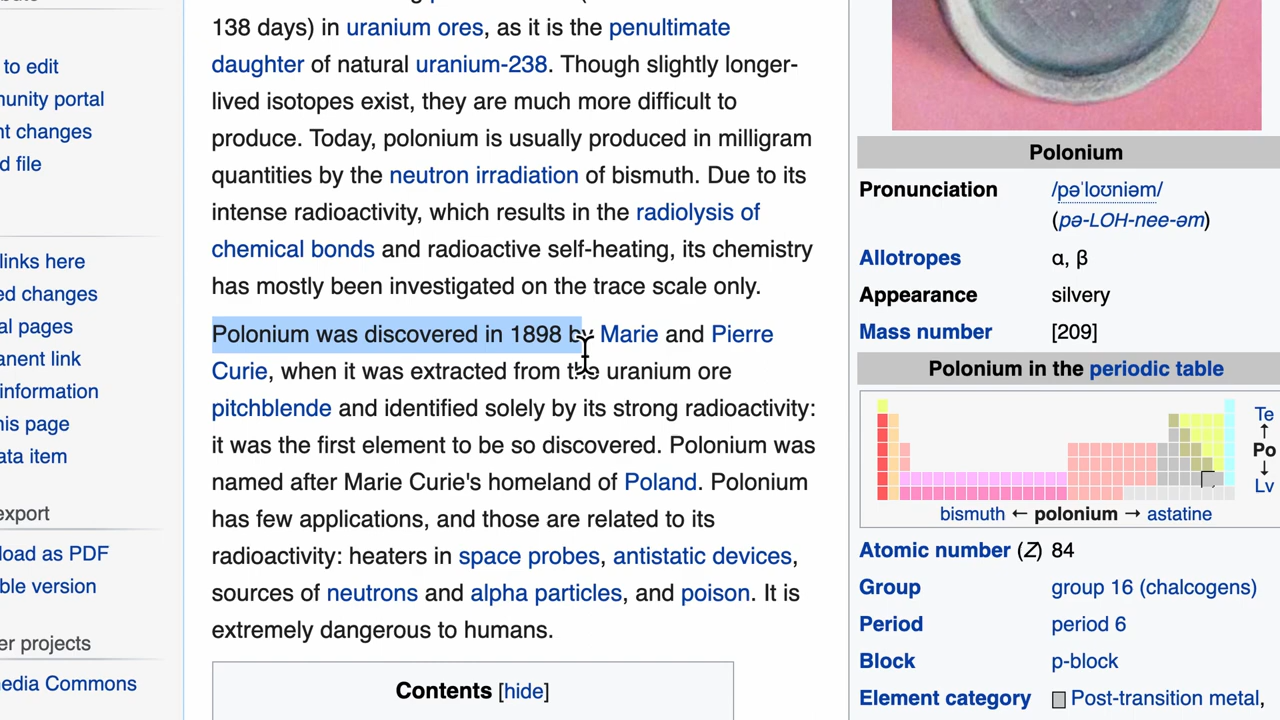 to edit
nunity portal
nt changes
d file
links here
ed changes
al pages
anent link
information
his page
ata item
export
load as PDF
ble version
er projects
nedia Commons
138 days) in uranium ores, as it is the penultimate
daughter of natural uranium-238. Though slightly longer-
lived isotopes exist, they are much more difficult to
produce. Today, polonium is usually produced in milligram
quantities by the neutron irradiation of bismuth. Due to its
intense radioactivity, which results in the radiolysis of
chemical bonds and radioactive self-heating, its chemistry
has mostly been investigated on the trace scale only.
Polonium was discovered in 1898 by Marie and Pierre
Curie, when it was extracted from the uranium ore
pitchblende and identified solely by its strong radioactivity:
it was the first element to be so discovered. Polonium was
named after Marie Curie's homeland of Poland. Polonium
has few applications, and those are related to its
radioactivity: heaters in space probes, antistatic devices,
sources of neutrons and alpha particles, and poison. It is
extremely dangerous to humans.
Contents [hide]
Polonium
Pronunciation /pəˈloʊniəm/
(pə-LOH-nee-əm)
Allotropes α, β
Appearance silvery
Mass number [209]
Polonium in the periodic table
Te
↑
Po
↓
Lv
bismuth ← polonium → astatine
Atomic number (Z) 84
Group group 16 (chalcogens)
Period period 6
Block p-block
Element category Post-transition metal,